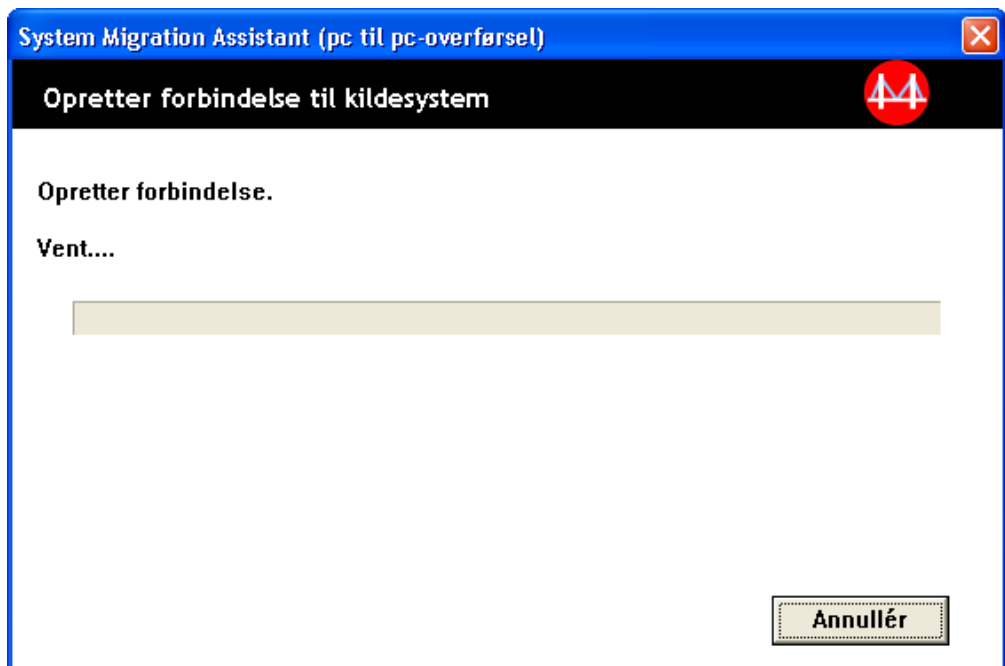 System Migration Assistant (pc til pc-overførsel)
Opretter forbindelse til kildesystem
Opretter forbindelse.
Vent....
Annullér